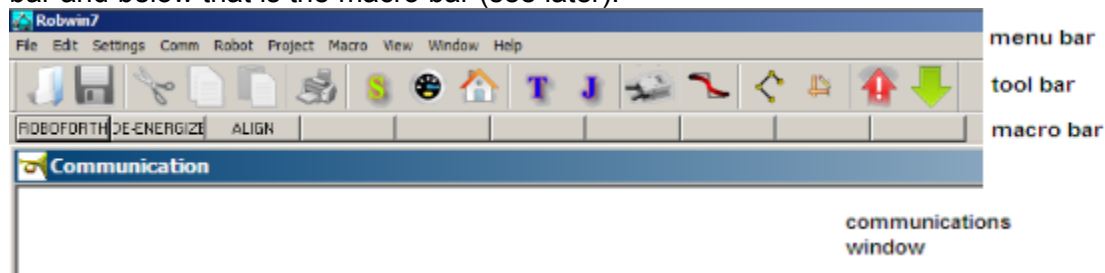 bar and below that is the macro bar (see later).
Robwin7
File Edit Settings Comm Robot Project Macro View Window Help
menu bar
S T J
tool bar
ROBOFORTH DE-ENERGIZE ALIGN
macro bar
Communication
communications
window